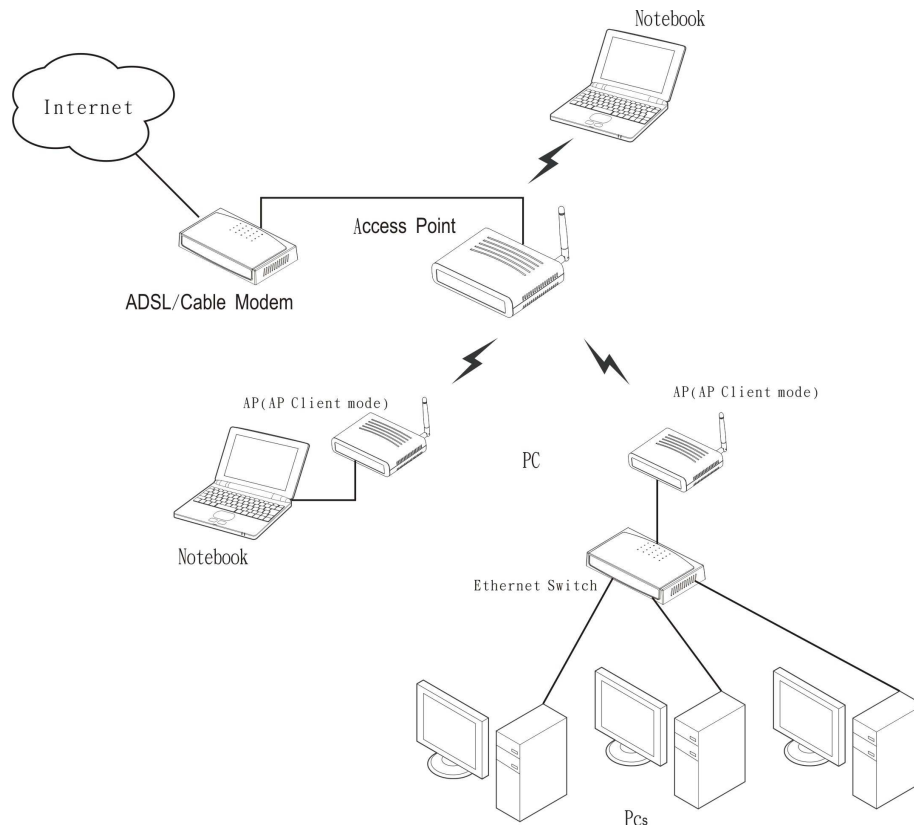 Notebook
Internet
Access Point
ADSL/Cable Modem
AP(AP Client mode)
AP(AP Client mode)
PC
Notebook
Ethernet Switch
Pcs